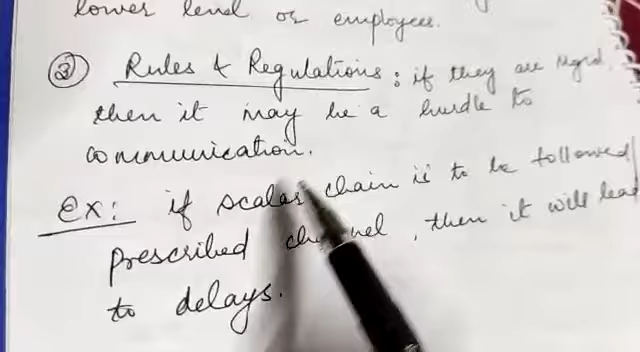 lower level or employees.
③ Rules & Regulations : if they are rigid,
then it may be a hurdle to
communication.
Ex: if scalar chain is to be followed/
prescribed channel, then it will lead
to delays.